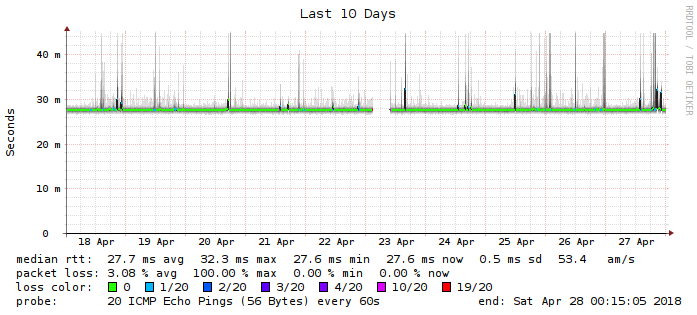 Last 10 Days
RRDTOOL / TOBI OETIKER
Seconds
40 m
30 m
20 m
10 m
0
18 Apr 19 Apr 20 Apr 21 Apr 22 Apr 23 Apr 24 Apr 25 Apr 26 Apr 27 Apr
median rtt: 27.7 ms avg 32.3 ms max 27.6 ms min 27.6 ms now 0.5 ms sd 53.4 am/s
packet loss: 3.08 % avg 100.00 % max 0.00 % min 0.00 % now
loss color: 0 1/20 2/20 3/20 4/20 10/20 19/20
probe: 20 ICMP Echo Pings (56 Bytes) every 60s end: Sat Apr 28 00:15:05 2018